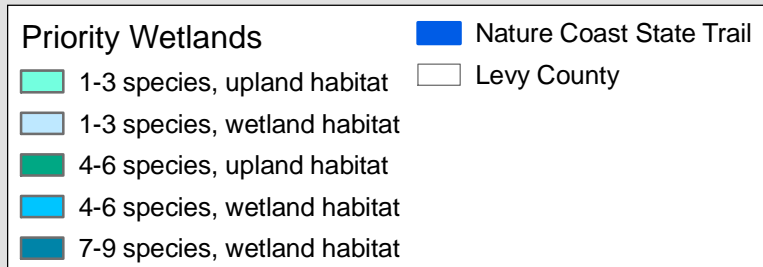 Priority Wetlands
1-3 species, upland habitat
1-3 species, wetland habitat
4-6 species, upland habitat
4-6 species, wetland habitat
7-9 species, wetland habitat
Nature Coast State Trail
Levy County